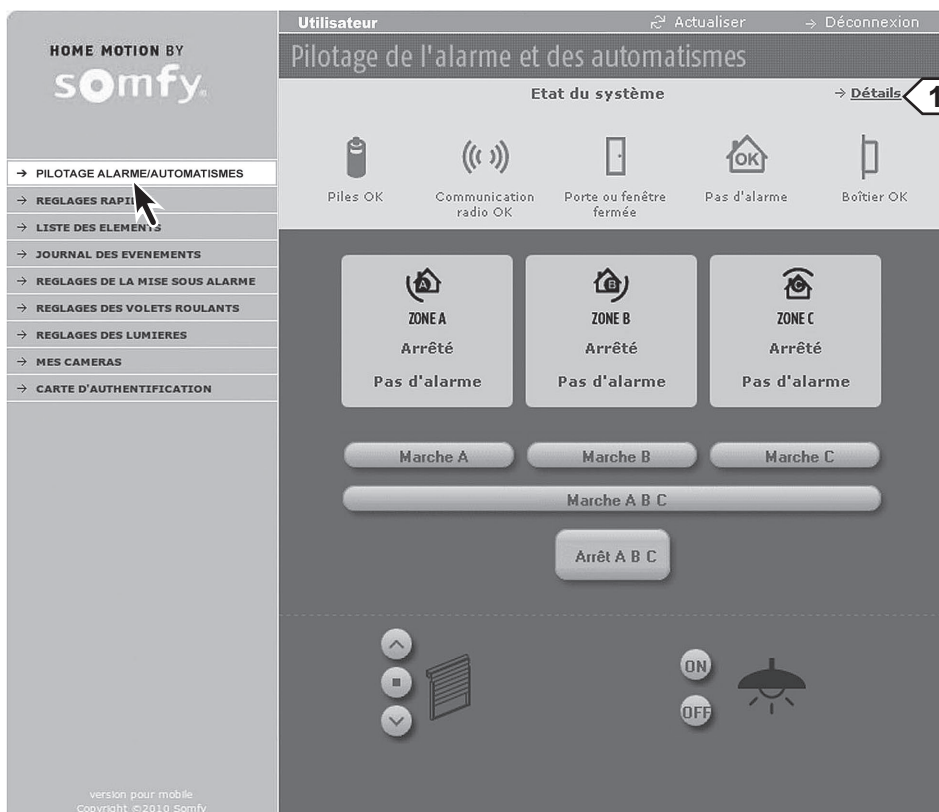 Utilisateur
Actualiser
Déconnexion
HOME MOTION BY
somfy
Pilotage de l'alarme et des automatismes
Etat du système
Détails
1
Piles OK
Communication
radio OK
Porte ou fenêtre
fermée
OK
Pas d'alarme
Boîtier OK
PILOTAGE ALARME/AUTOMATISMES
REGLAGES
LISTE DES ELEMENTS
JOURNAL DES EVENEMENTS
REGLAGES DE LA MISE SOUS ALARME
REGLAGES DES VOLETS ROULANTS
REGLAGES DES LUMIERES
MES CAMERAS
CARTE D'AUTHENTIFICATION
A
ZONE A
Arrêté
Pas d'alarme
B
ZONE B
Arrêté
Pas d'alarme
C
ZONE C
Arrêté
Pas d'alarme
Marche A
Marche B
Marche C
Marche A B C
Arrêt A B C
ON
OFF
version pour mobile
Copyright ©2010 Somfy